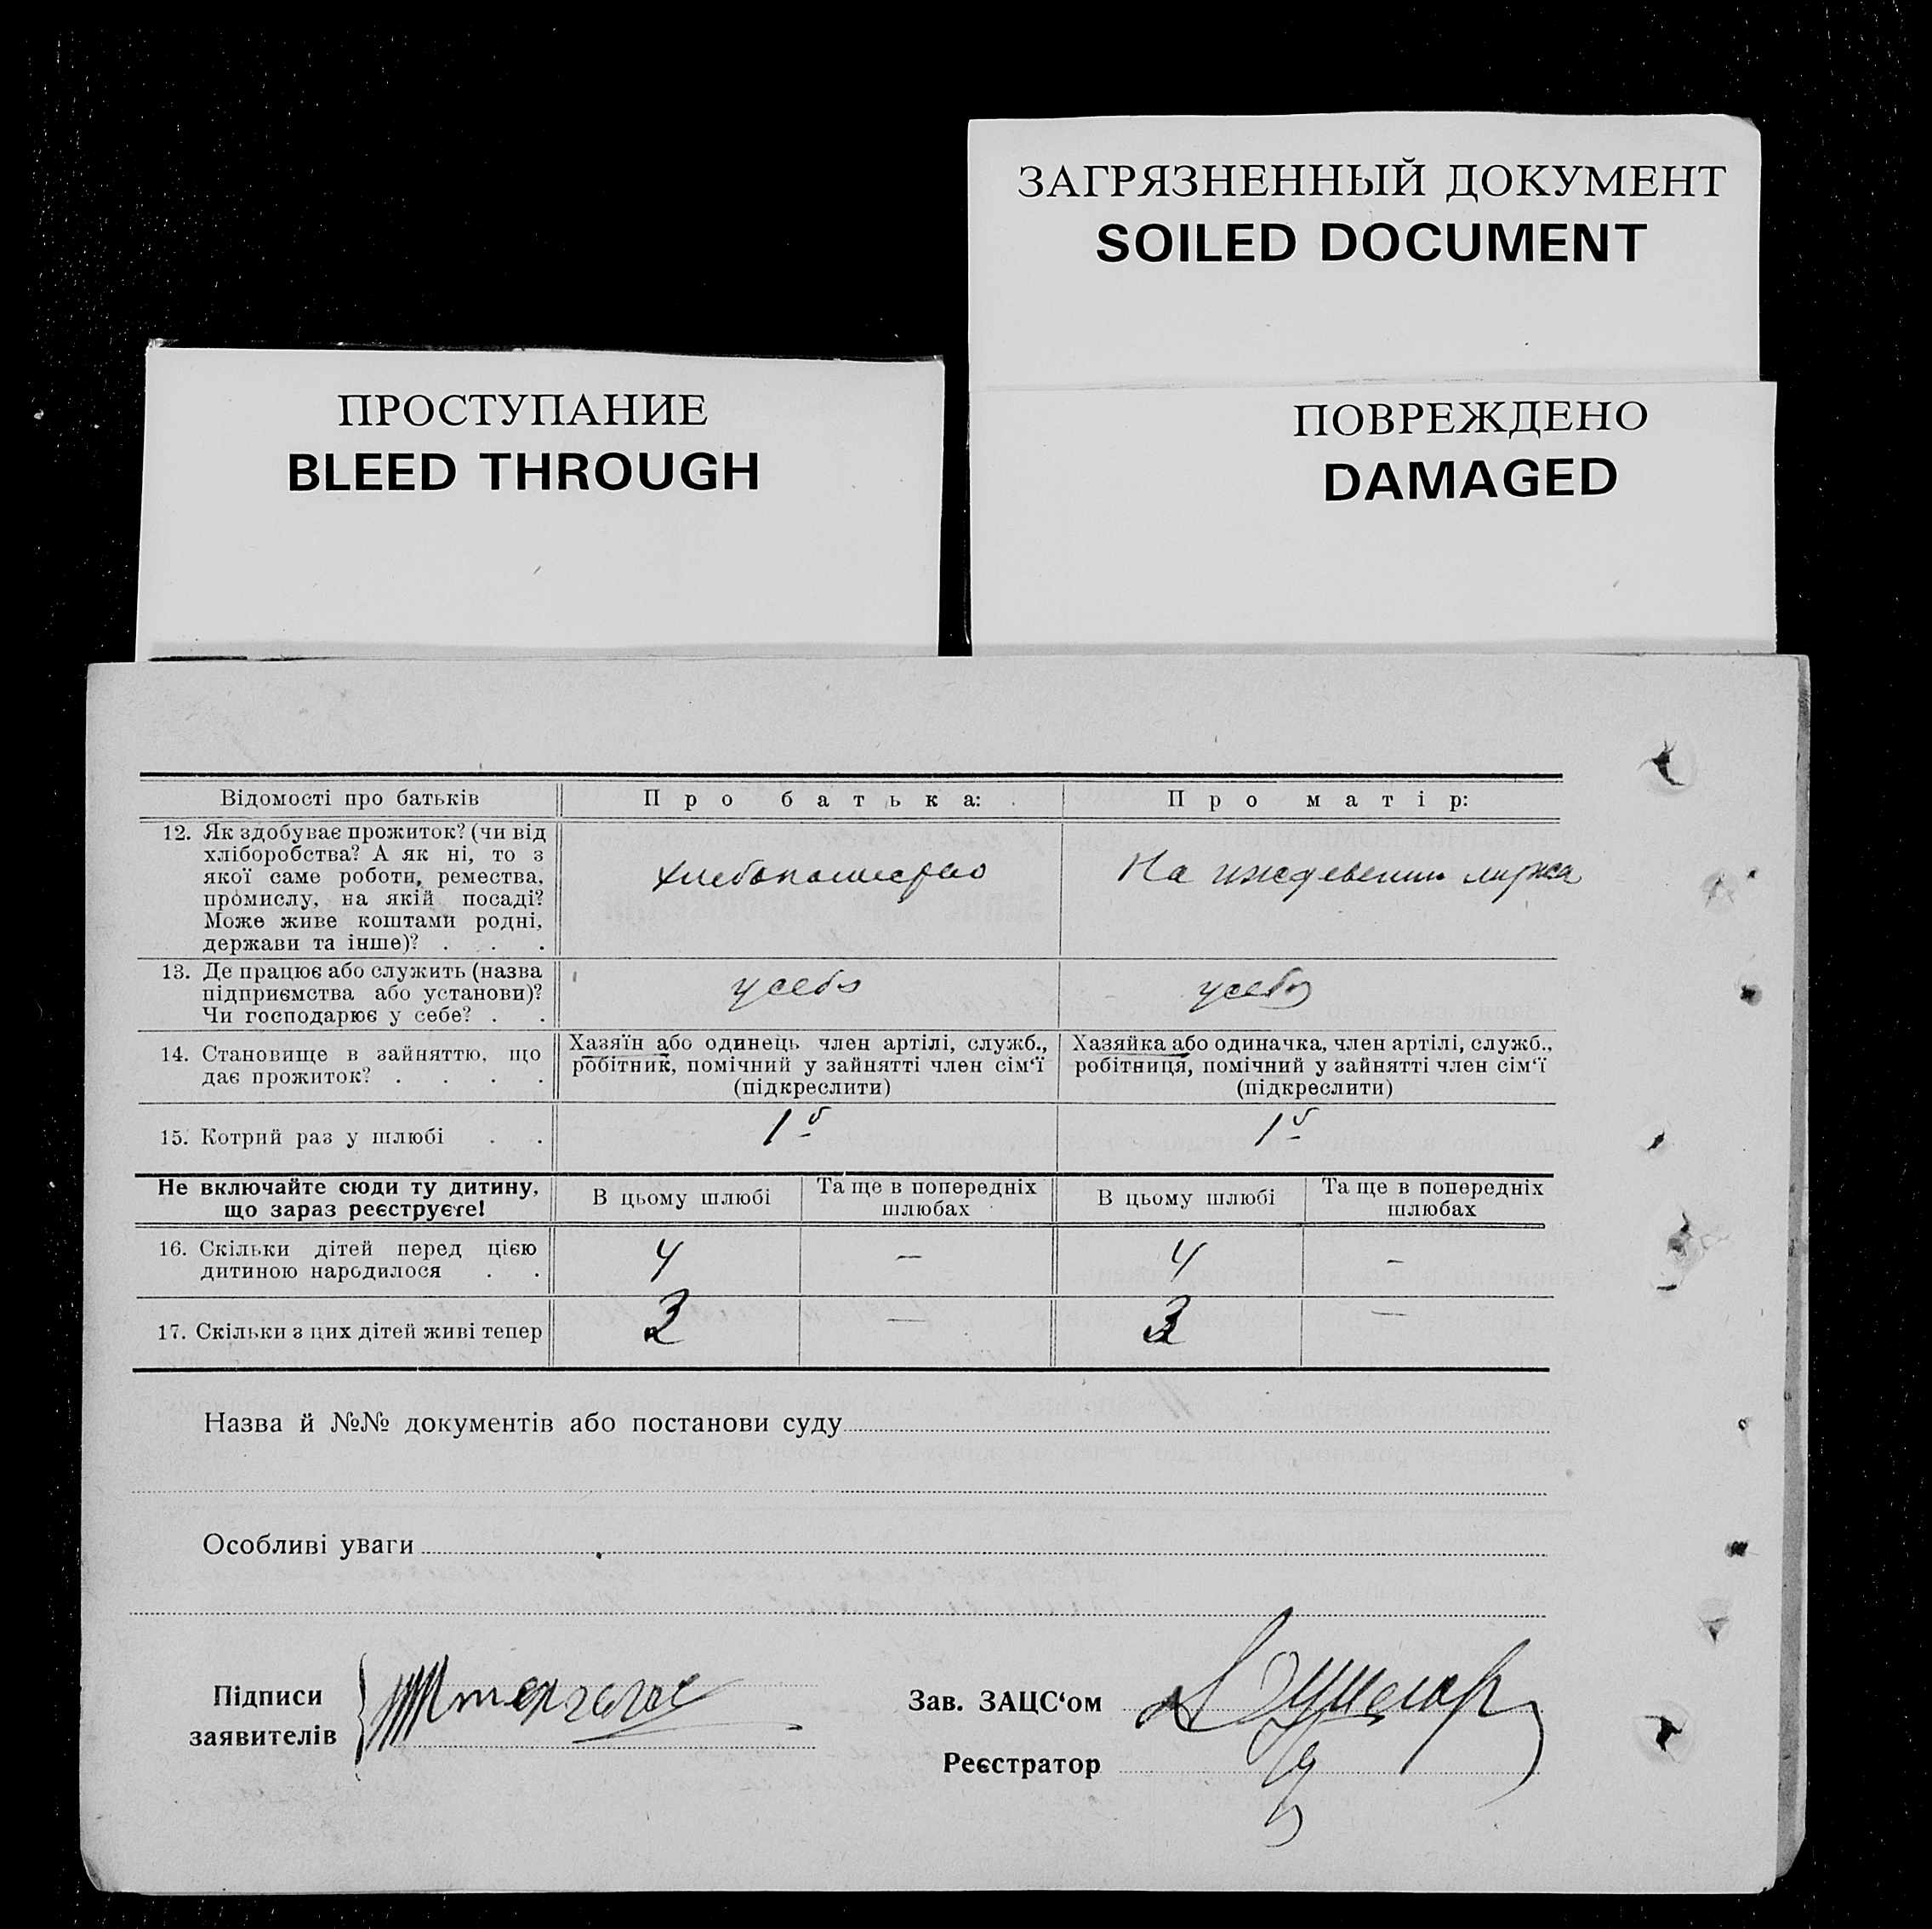 ЗАГРЯЗНЕННЫЙ ДОКУМЕНТ
SOILED DOCUMENT
ПРОСТУПАНИЕ
BLEED THROUGH
ПОВРЕЖДЕНО
DAMAGED
Відомості про батьків
Про батька:
Про матір:
12. Як здобуває прожиток? (чи від
хліборобства? А як ні, то з
якої саме роботи, ремества,
промислу, на якій посаді?
Може живе коштами родні,
держави та інше)? . . .
хлебопашество
На иждевении мужа
13. Де працює або служить (назва
підприємства або установи)?
Чи господарює у себе? . .
у себя
у себя
14. Становище в зайняттю, що
дає прожиток? . . . .
Хазяїн або одинець член артілі, служб.,
робітник, помічний у зайнятті член сім‘ї
(підкреслити)
Хазяйка або одиначка, член артілі, служб.,
робітниця, помічний у зайнятті член сім‘ї
(підкреслити)
15. Котрий раз у шлюбі . .
1й
1й
Не включайте сюди ту дитину,
що зараз реєструєте!
В цьому шлюбі
Та ще в попередніх
шлюбах
В цьому шлюбі
Та ще в попередніх
шлюбах
16. Скільки дітей перед цією
дитиною народилося . .
4
—
4
-
17. Скільки з цих дітей живі тепер
3
—
3
—
Назва й №№ документів або постанови суду
Особливі уваги
Підписи
заявителів
Зав. ЗАЦС‘ом
Реєстратор